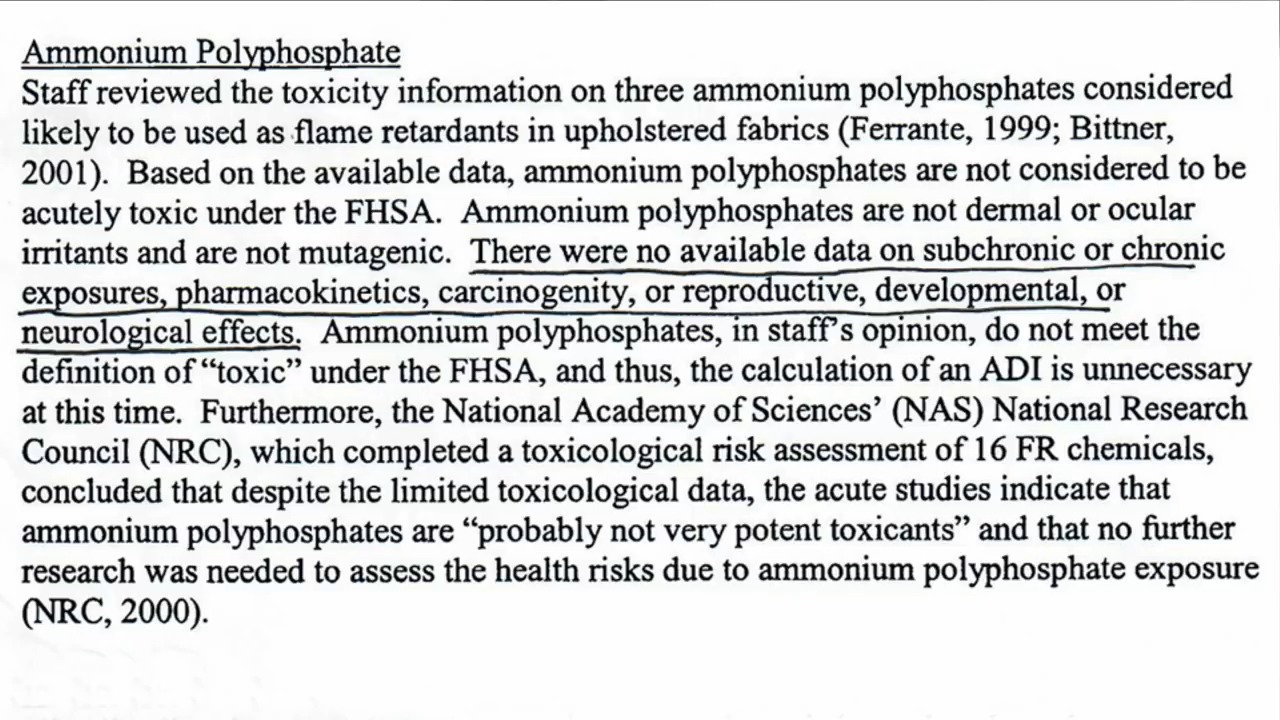 Ammonium Polyphosphate
Staff reviewed the toxicity information on three ammonium polyphosphates considered
likely to be used as flame retardants in upholstered fabrics (Ferrante, 1999; Bittner,
2001).  Based on the available data, ammonium polyphosphates are not considered to be
acutely toxic under the FHSA.  Ammonium polyphosphates are not dermal or ocular
irritants and are not mutagenic.  There were no available data on subchronic or chronic
exposures, pharmacokinetics, carcinogenity, or reproductive, developmental, or
neurological effects.  Ammonium polyphosphates, in staff's opinion, do not meet the
definition of "toxic" under the FHSA, and thus, the calculation of an ADI is unnecessary
at this time.  Furthermore, the National Academy of Sciences' (NAS) National Research
Council (NRC), which completed a toxicological risk assessment of 16 FR chemicals,
concluded that despite the limited toxicological data, the acute studies indicate that
ammonium polyphosphates are "probably not very potent toxicants" and that no further
research was needed to assess the health risks due to ammonium polyphosphate exposure
(NRC, 2000).